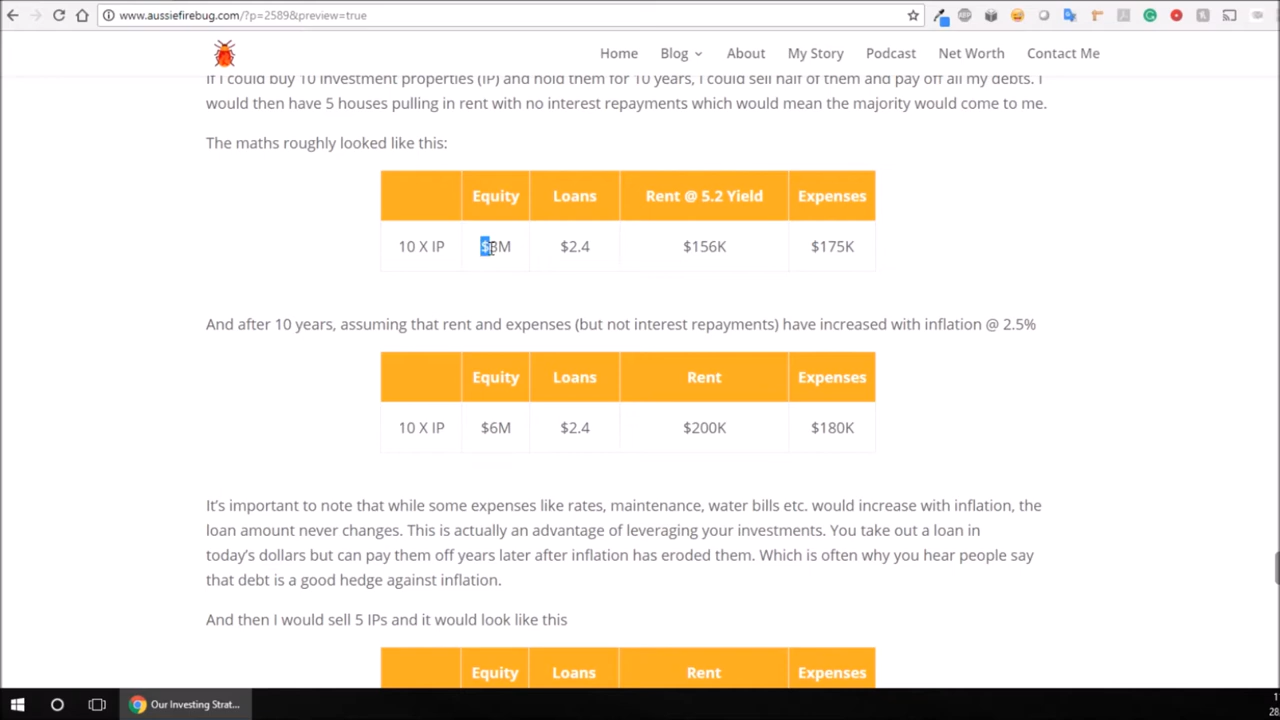 www.aussiefirebug.com/?p=2589&preview=true
Home Blog About My Story Podcast Net Worth Contact Me
If I could buy 10 investment properties (IP) and hold them for 10 years, I could sell half of them and pay off all my debts. I
would then have 5 houses pulling in rent with no interest repayments which would mean the majority would come to me.
The maths roughly looked like this:
Equity Loans Rent @ 5.2 Yield Expenses
10 X IP $3M $2.4 $156K $175K
And after 10 years, assuming that rent and expenses (but not interest repayments) have increased with inflation @ 2.5%
Equity Loans Rent Expenses
10 X IP $6M $2.4 $200K $180K
It's important to note that while some expenses like rates, maintenance, water bills etc. would increase with inflation, the
loan amount never changes. This is actually an advantage of leveraging your investments. You take out a loan in
today's dollars but can pay them off years later after inflation has eroded them. Which is often why you hear people say
that debt is a good hedge against inflation.
And then I would sell 5 IPs and it would look like this
Equity Loans Rent Expenses
Our Investing Strat...